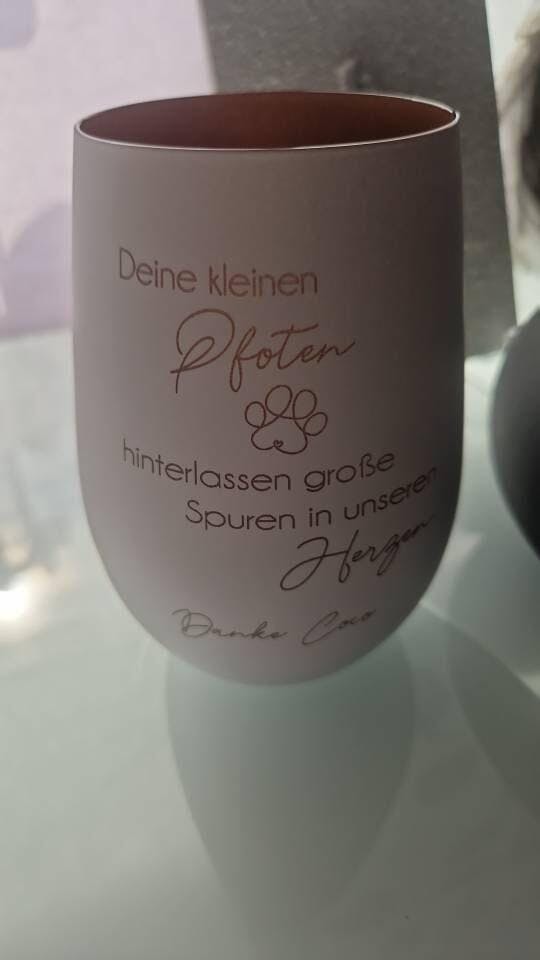 Deine kleinen
Pfoten
hinterlassen große
Spuren in unseren
Herzen
Danke Coco